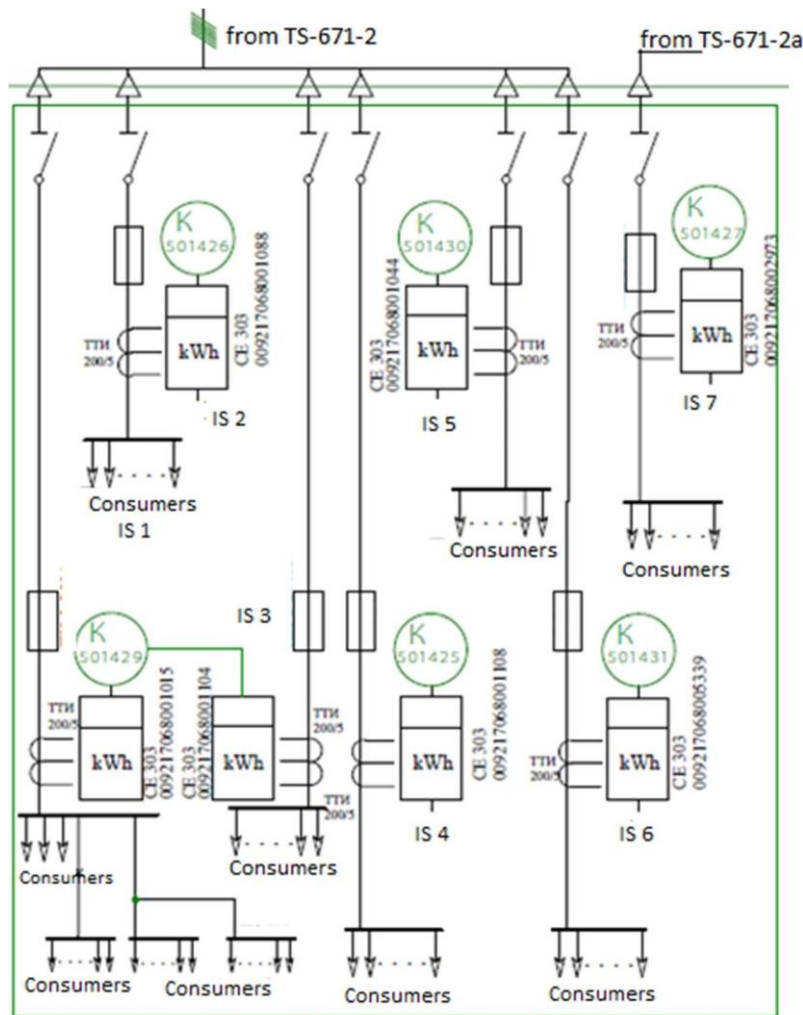 from TS-671-2
from TS-671-2a
K
501426
kWh
CE 303
009217068001088
ТТИ
200/5
IS 2
Consumers
IS 1
K
501430
kWh
CE 303
009217068001044
ТТИ
200/5
IS 5
Consumers
K
501427
kWh
CE 303
009217068002973
ТТИ
200/5
IS 7
Consumers
K
501429
kWh
CE 303
009217068001015
ТТИ
200/5
Consumers
Consumers
Consumers
IS 3
kWh
CE 303
009217068001104
ТТИ
200/5
ТТИ
200/5
Consumers
K
501425
kWh
CE 303
009217068001108
IS 4
Consumers
K
501431
kWh
CE 303
009217068005339
ТТИ
200/5
IS 6
Consumers